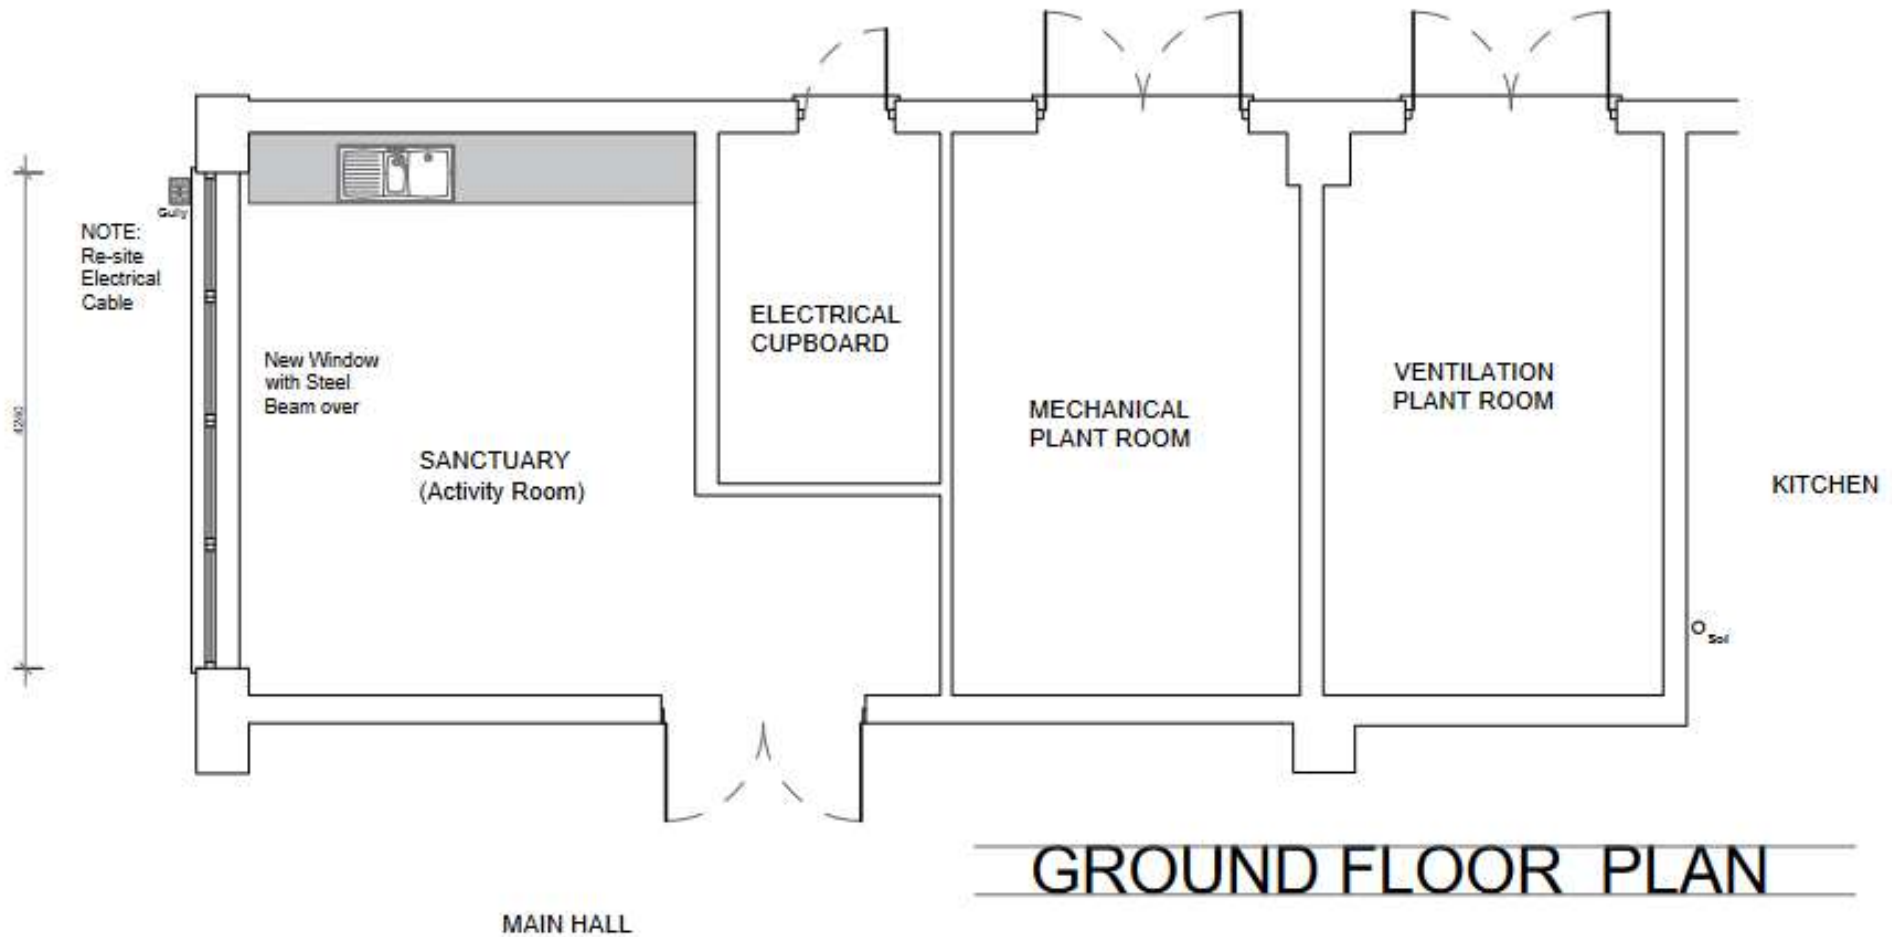 Gully
NOTE:
Re-site
Electrical
Cable
New Window
with Steel
Beam over
4240
SANCTUARY
(Activity Room)
ELECTRICAL
CUPBOARD
MECHANICAL
PLANT ROOM
VENTILATION
PLANT ROOM
KITCHEN
MAIN HALL
GROUND FLOOR PLAN